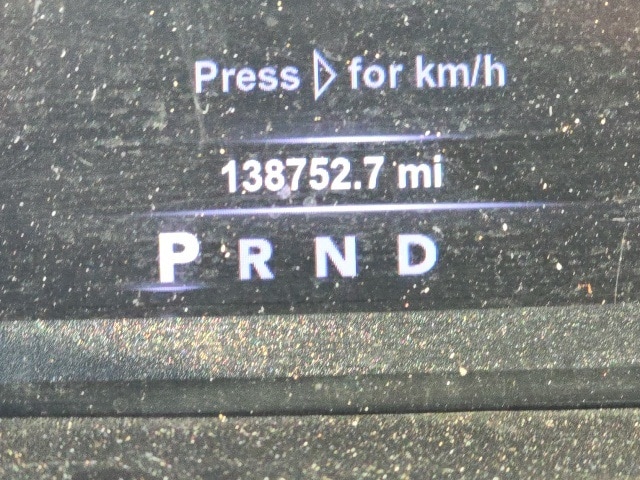 Press ▷ for km/h
138752.7 mi
P R N D